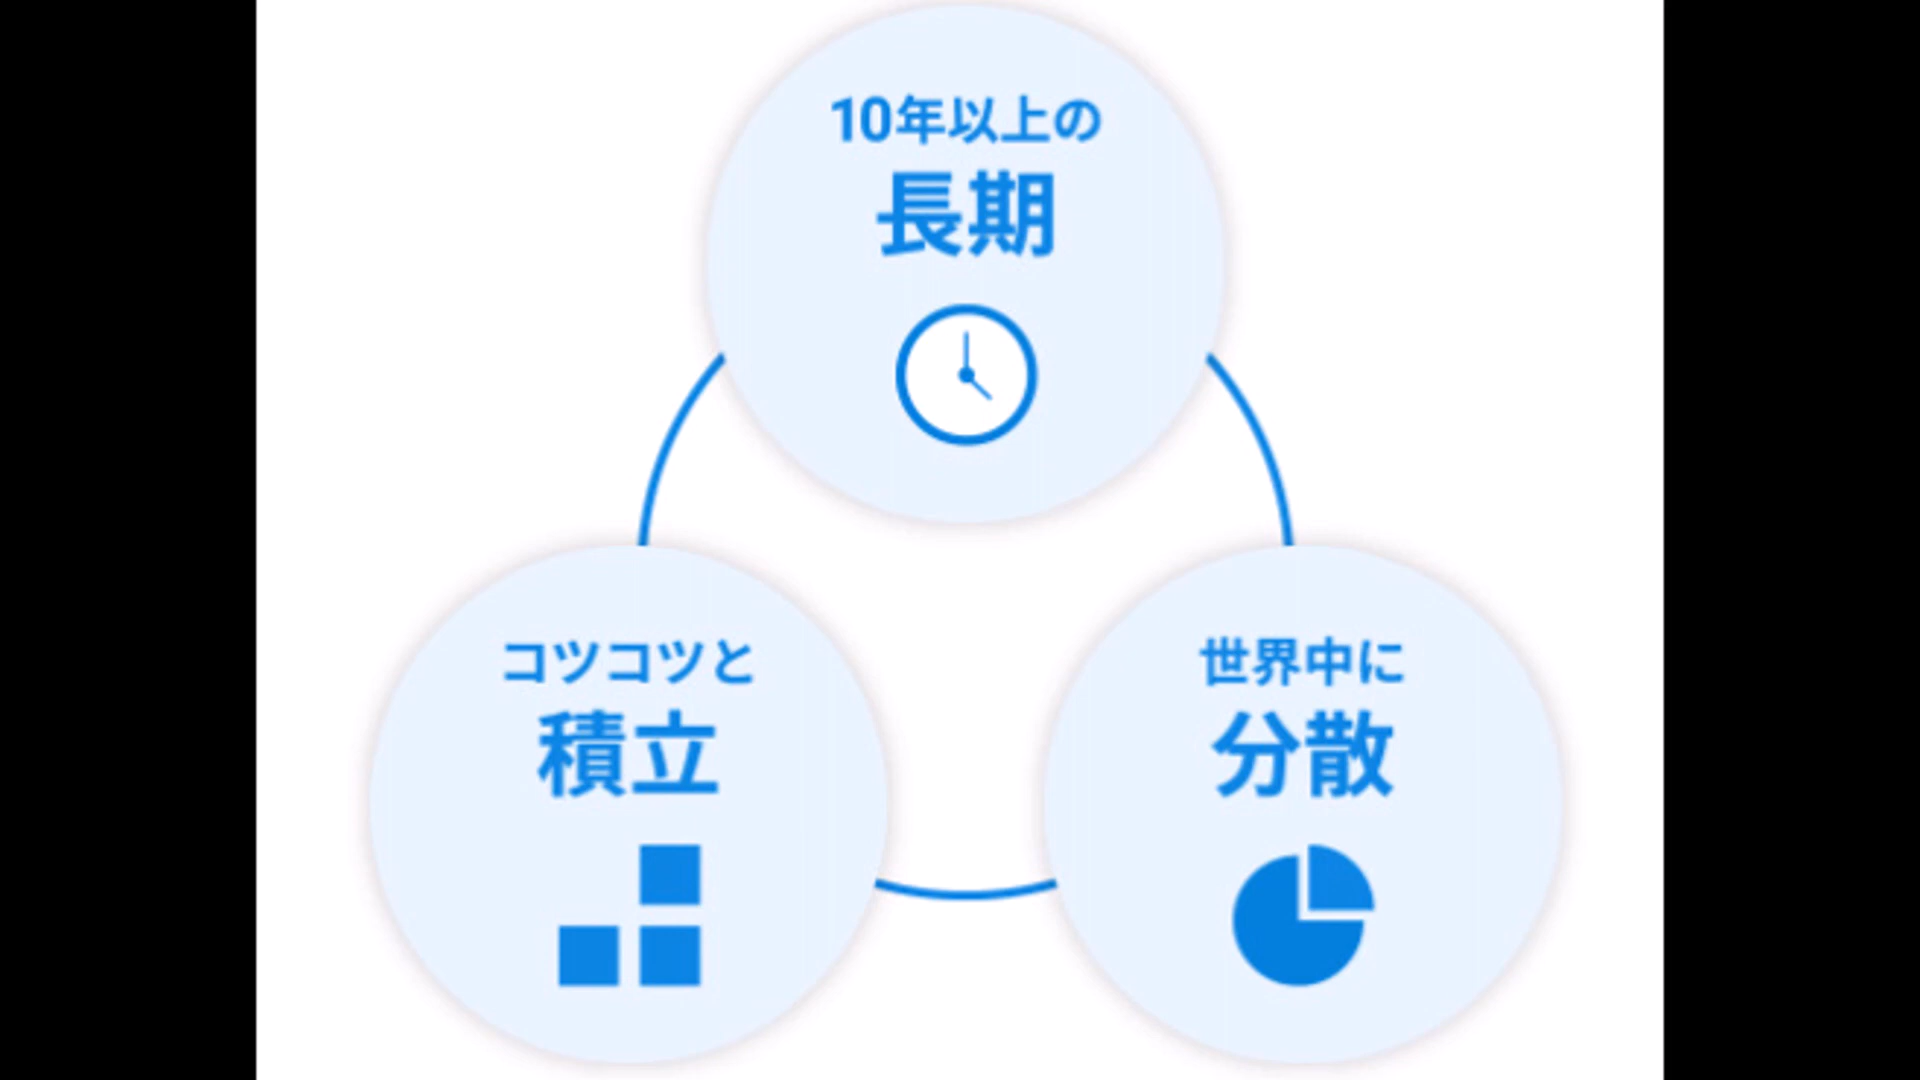 10年以上の
長期
コツコツと
積立
世界中に
分散